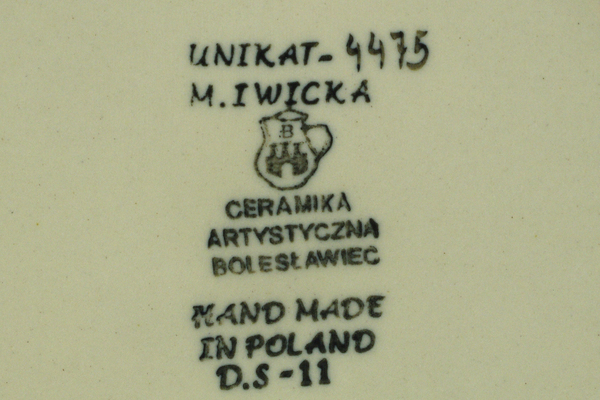 UNIKAT- 4475
M. IWICKA
B
CERAMIKA
ARTYSTYCZNA
BOLESŁAWIEC
HAND MADE
IN POLAND
D.S -11